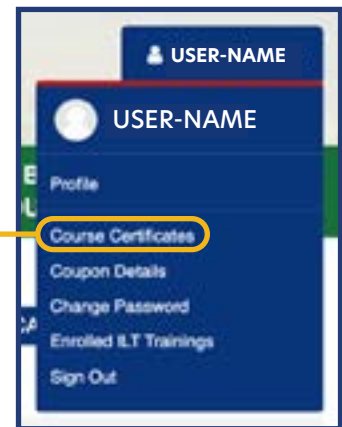 USER-NAME
USER-NAME
Profile
Course Certificates
Coupon Details
Change Password
Enrolled ILT Trainings
Sign Out